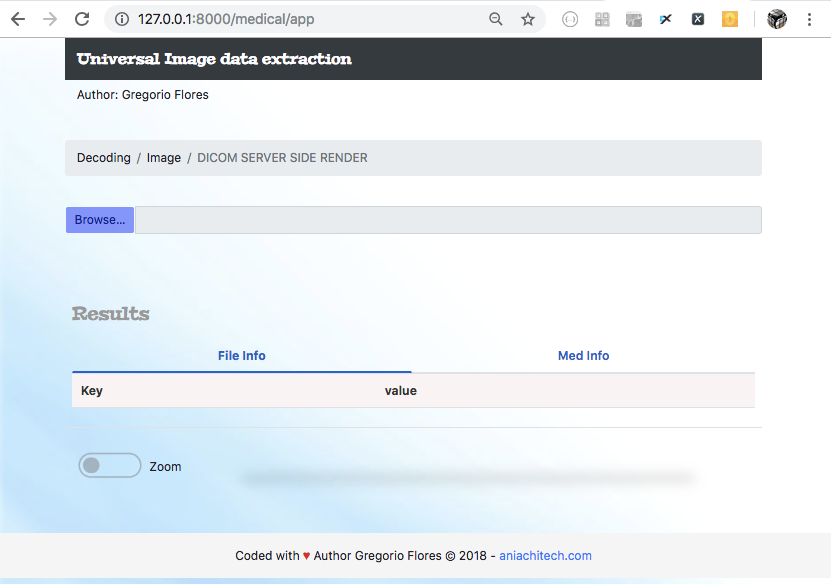 127.0.0.1:8000/medical/app
Universal Image data extraction
Author: Gregorio Flores
Decoding / Image / DICOM SERVER SIDE RENDER
Browse...
Results
File Info Med Info
Key value
Zoom
Coded with ♥ Author Gregorio Flores © 2018 - aniachitech.com